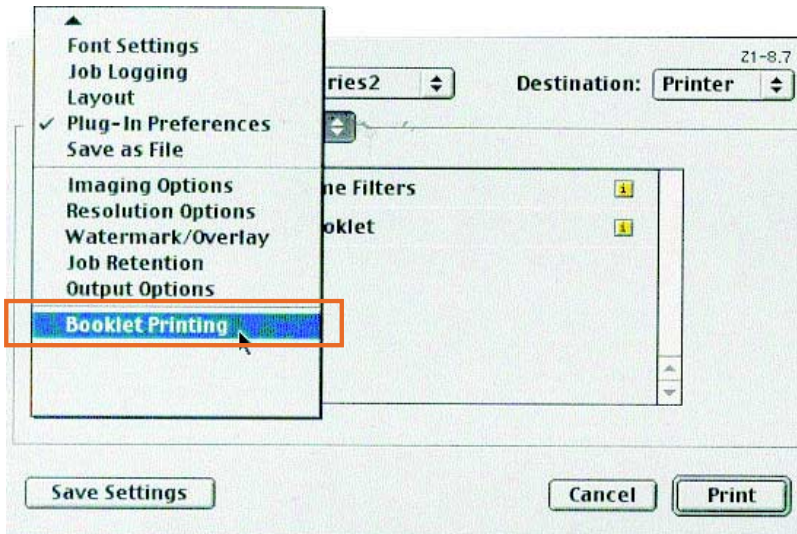 Z1-8.7
ries2
Destination: Printer
Font Settings
Job Logging
Layout
✓ Plug-In Preferences
Save as File
Imaging Options
Resolution Options
Watermark/Overlay
Job Retention
Output Options
Booklet Printing
ne Filters
oklet
Save Settings
Cancel
Print